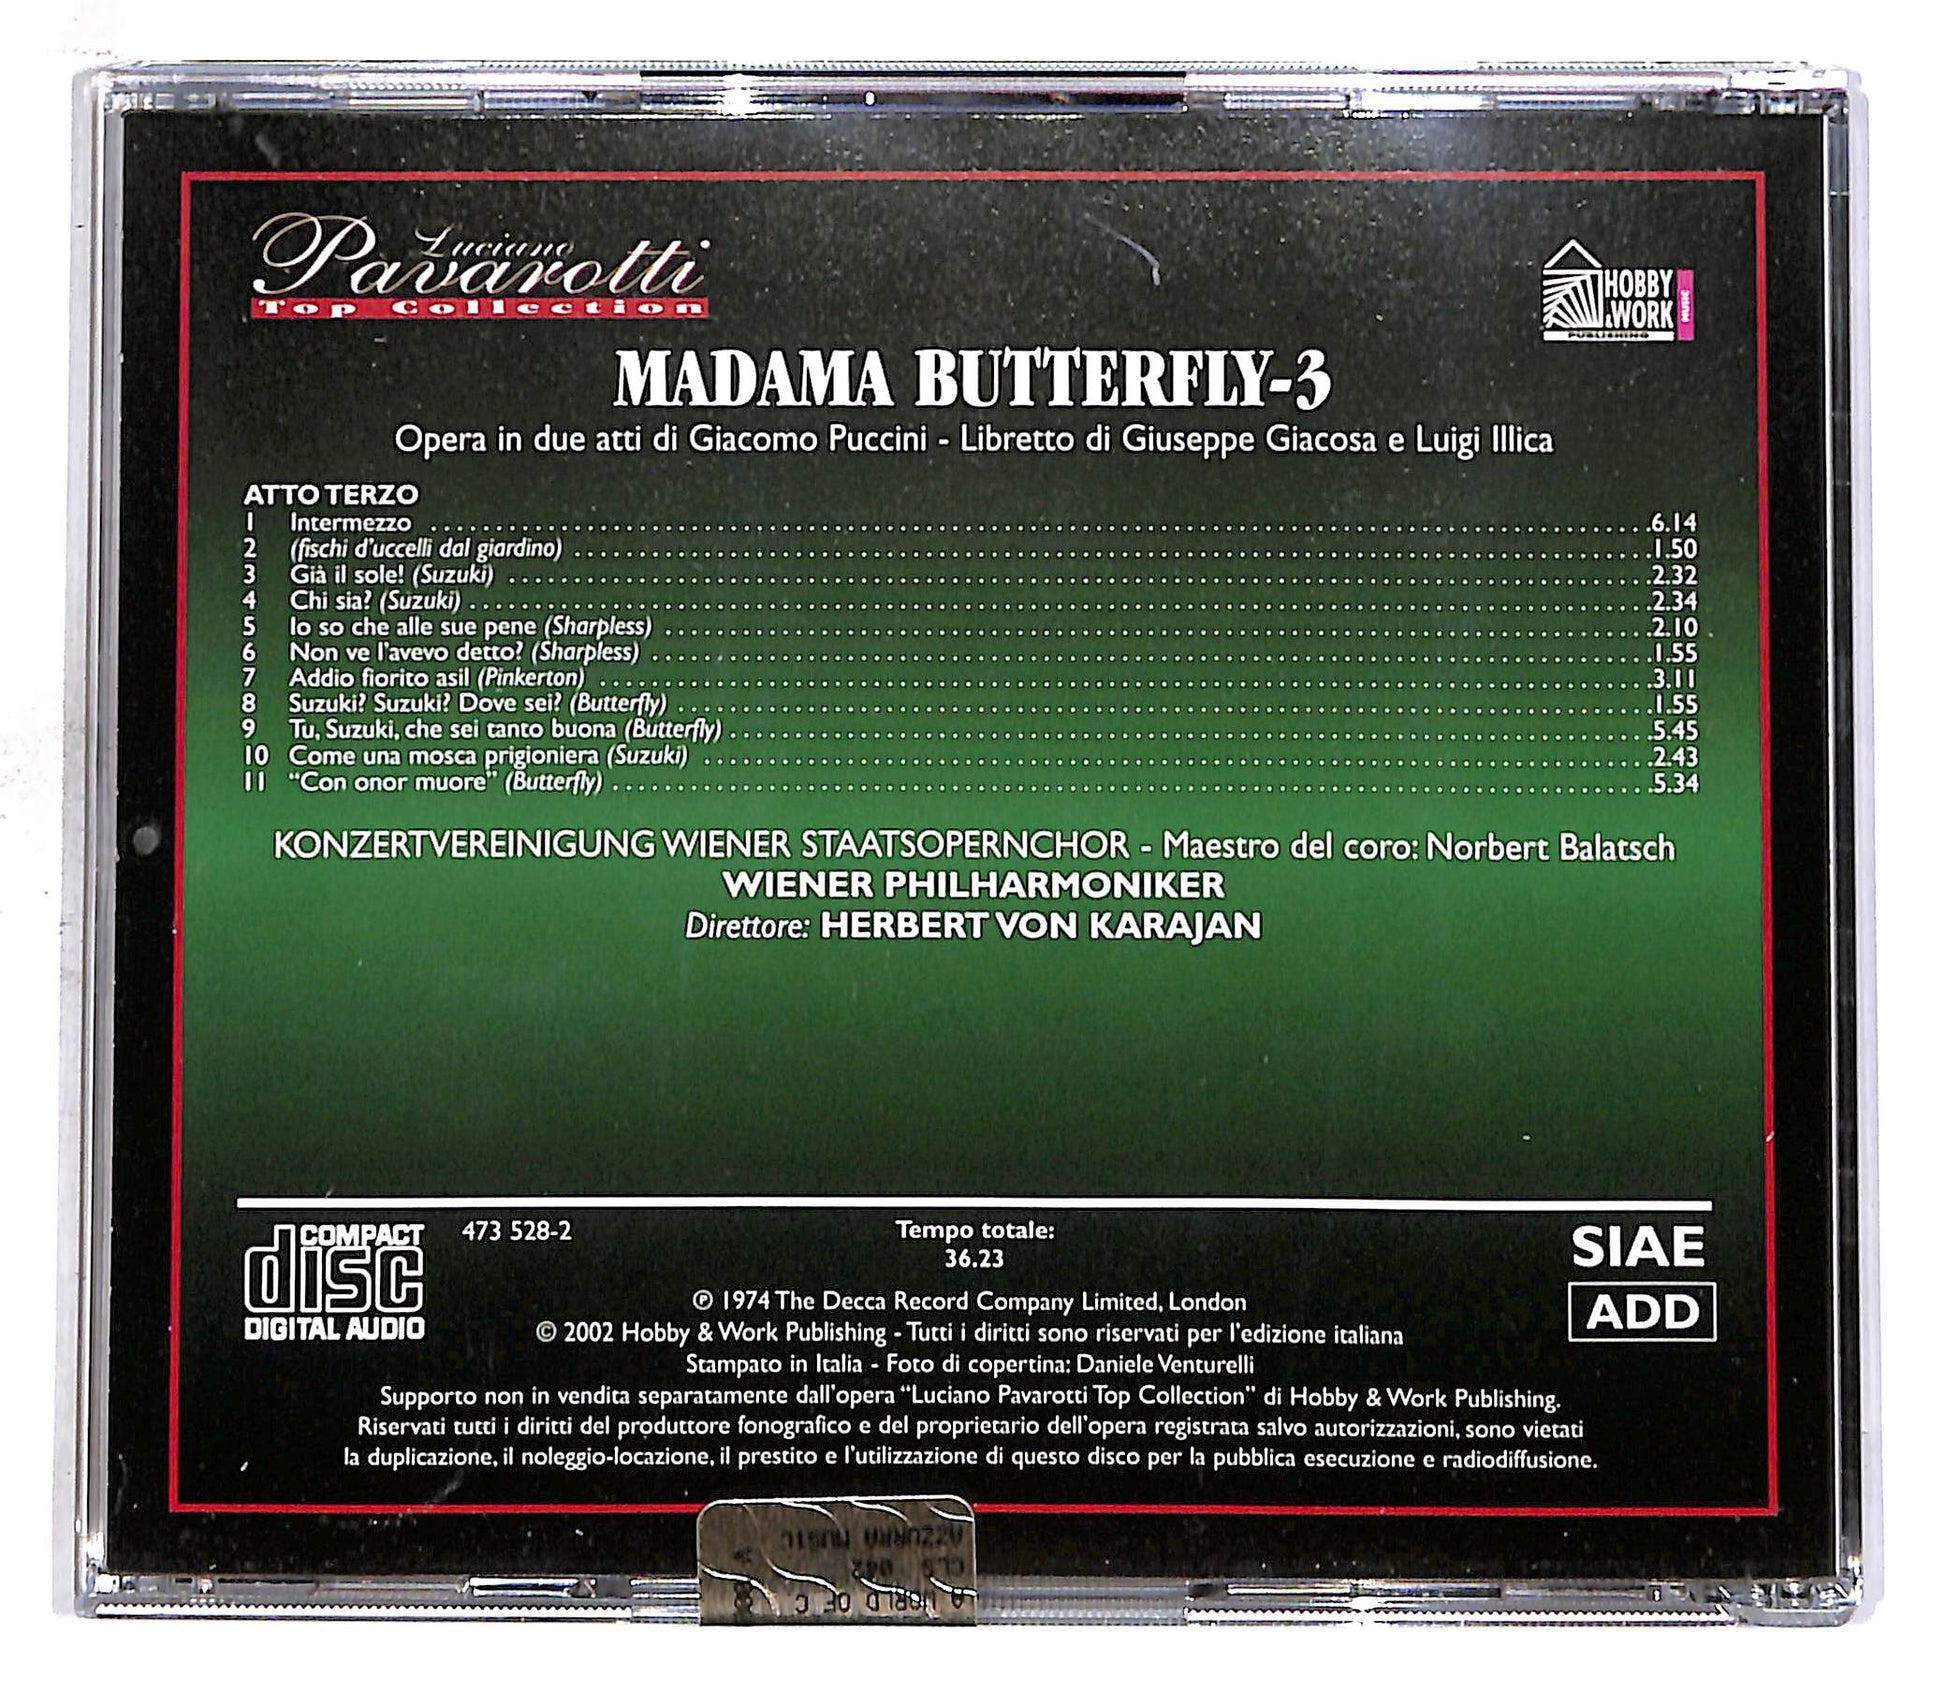 Luciano
Pavarotti
Top Collection
HOBBY
& WORK
MUSIC
PUBLISHING
MADAMA BUTTERFLY-3
Opera in due atti di Giacomo Puccini - Libretto di Giuseppe Giacosa e Luigi Illica
ATTO TERZO
1 Intermezzo 6.14
2 (fischi d'uccelli dal giardino) 1.50
3 Già il sole! (Suzuki) 2.32
4 Chi sia? (Suzuki) 2.34
5 Io so che alle sue pene (Sharpless) 2.10
6 Non ve l'avevo detto? (Sharpless) 1.55
7 Addio fiorito asil (Pinkerton) 3.11
8 Suzuki? Suzuki? Dove sei? (Butterfly) 1.55
9 Tu, Suzuki, che sei tanto buona (Butterfly) 5.45
10 Come una mosca prigioniera (Suzuki) 2.43
11 “Con onor muore” (Butterfly) 5.34
KONZERTVEREINIGUNG WIENER STAATSOPERNCHOR - Maestro del coro: Norbert Balatsch
WIENER PHILHARMONIKER
Direttore: HERBERT VON KARAJAN
COMPACT
disc
DIGITAL AUDIO
473 528-2
Tempo totale:
36.23
SIAE
ADD
℗ 1974 The Decca Record Company Limited, London
© 2002 Hobby & Work Publishing - Tutti i diritti sono riservati per l'edizione italiana
Stampato in Italia - Foto di copertina: Daniele Venturelli
Supporto non in vendita separatamente dall'opera “Luciano Pavarotti Top Collection” di Hobby & Work Publishing.
Riservati tutti i diritti del produttore fonografico e del proprietario dell'opera registrata salvo autorizzazioni, sono vietati
la duplicazione, il noleggio-locazione, il prestito e l'utilizzazione di questo disco per la pubblica esecuzione e radiodiffusione.
A WORLD OF C
AZZURRA MUSIC